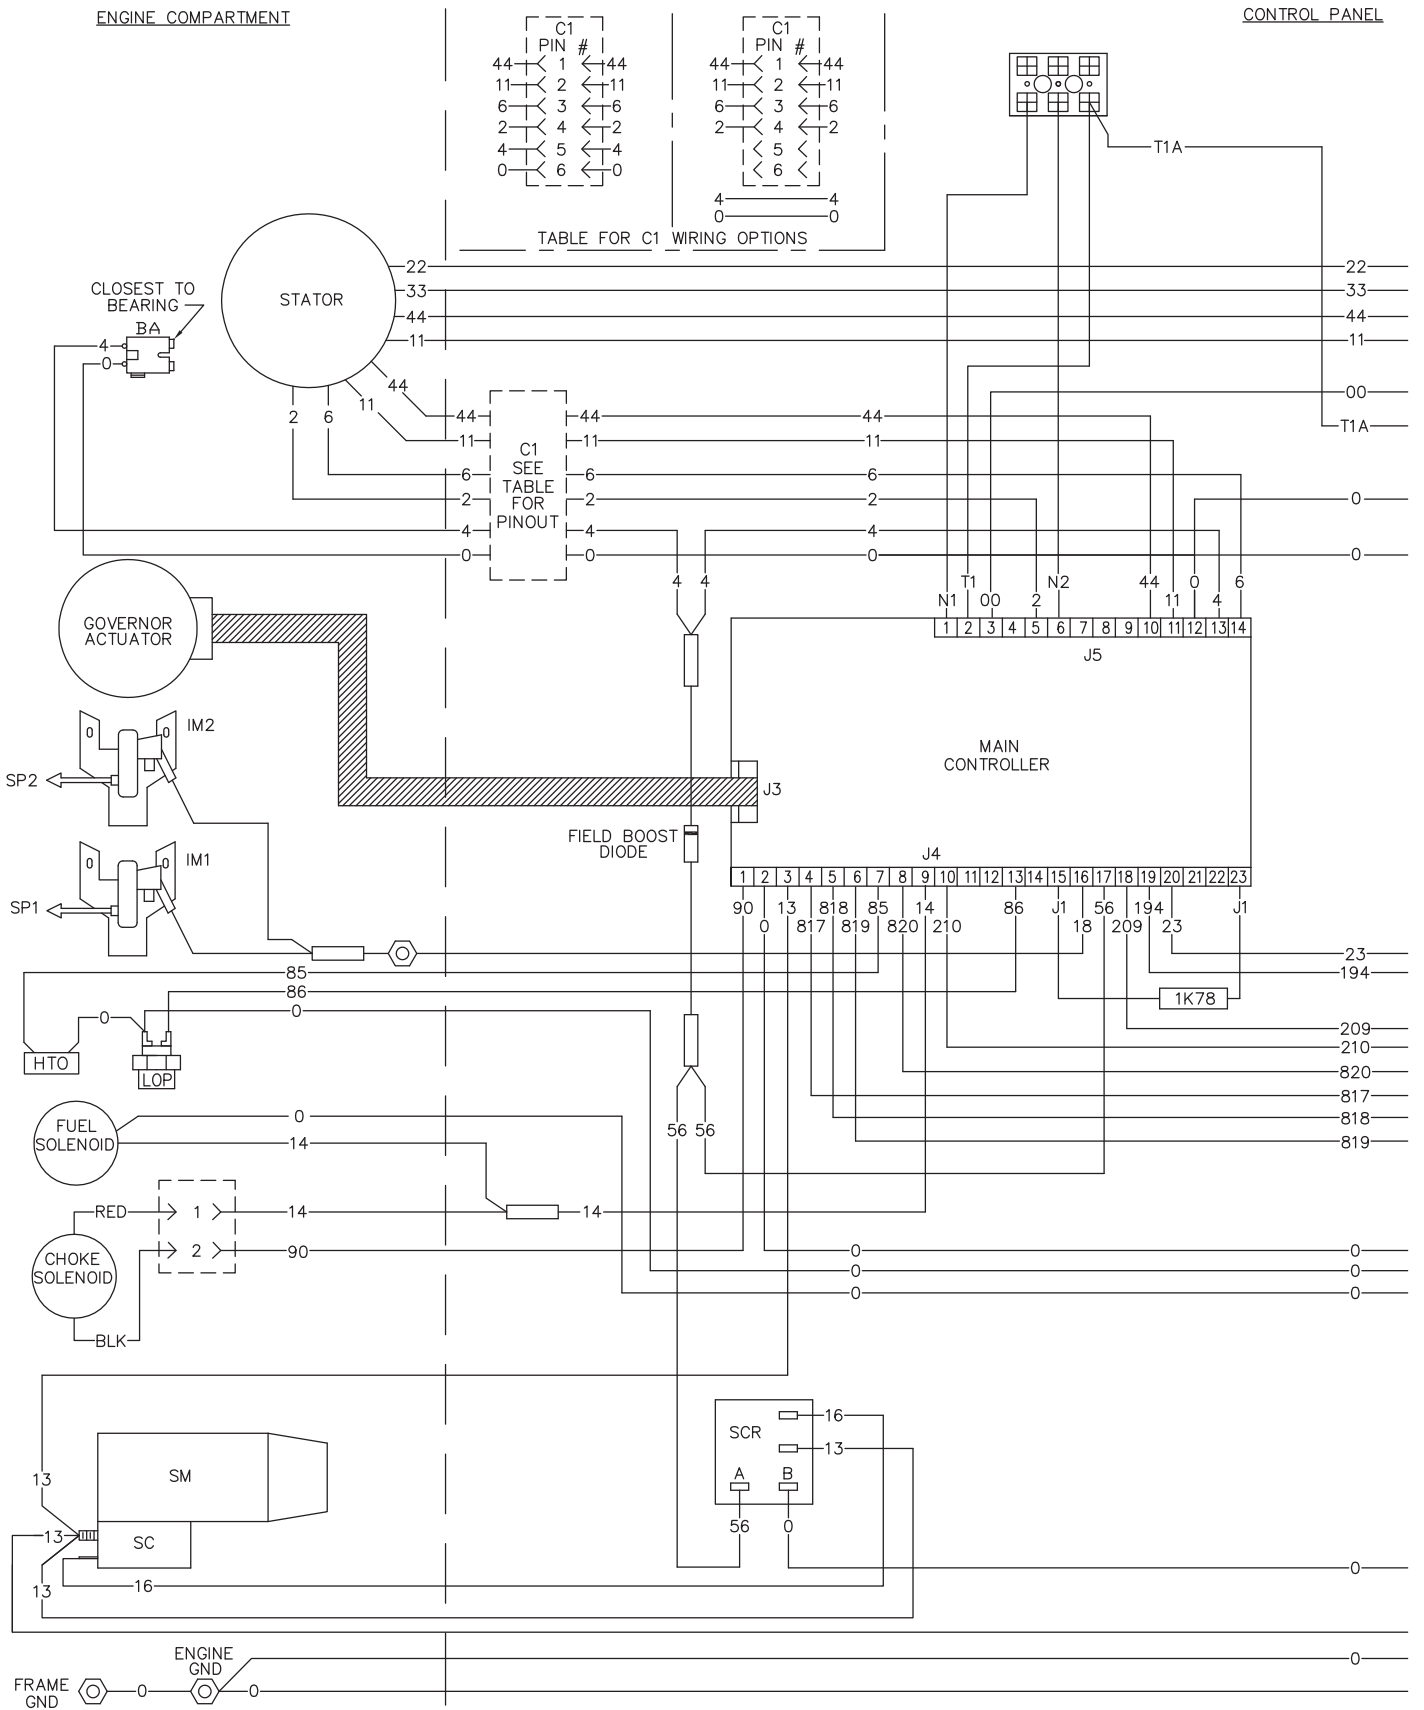 ENGINE COMPARTMENT
CONTROL PANEL
C1
PIN #
44 1 44
11 2 11
6 3 6
2 4 2
4 5 4
0 6 0
C1
PIN #
44 1 44
11 2 11
6 3 6
2 4 2
5
6
4 4
0 0
TABLE FOR C1 WIRING OPTIONS
T1A
CLOSEST TO
BEARING
BA
4
0
STATOR
22 22
33 33
44 44
11 11
44
11
2
6
00
T1A
C1
SEE
TABLE
FOR
PINOUT
44 44 44
11 11 11
6 6 6
2 2 2 0
4 4 4
0 0 0 0
4 4
N1
T1
00
2
N2
44
11
0
4
6
1 2 3 4 5 6 7 8 9 10 11 12 13 14
J5
GOVERNOR
ACTUATOR
IM2
SP2
IM1
SP1
MAIN
CONTROLLER
J3
FIELD BOOST
DIODE
J4
1 2 3 4 5 6 7 8 9 10 11 12 13 14 15 16 17 18 19 20 21 22 23
90 13 818 85 14 86 J1 56 194 J1
0 817 819 820 210 18 209 23
23
85 194
86
1K78
0
0
HTO
LOP
209
210
820
817
818
819
FUEL
SOLENOID
0
14
56 56
RED 1 14 14
2 90
CHOKE
SOLENOID
BLK
0 0
0 0
0 0
SCR
16
13
A B
56 0
SM
SC
13
13
13
16
0
ENGINE
GND
FRAME
GND
0 0
0